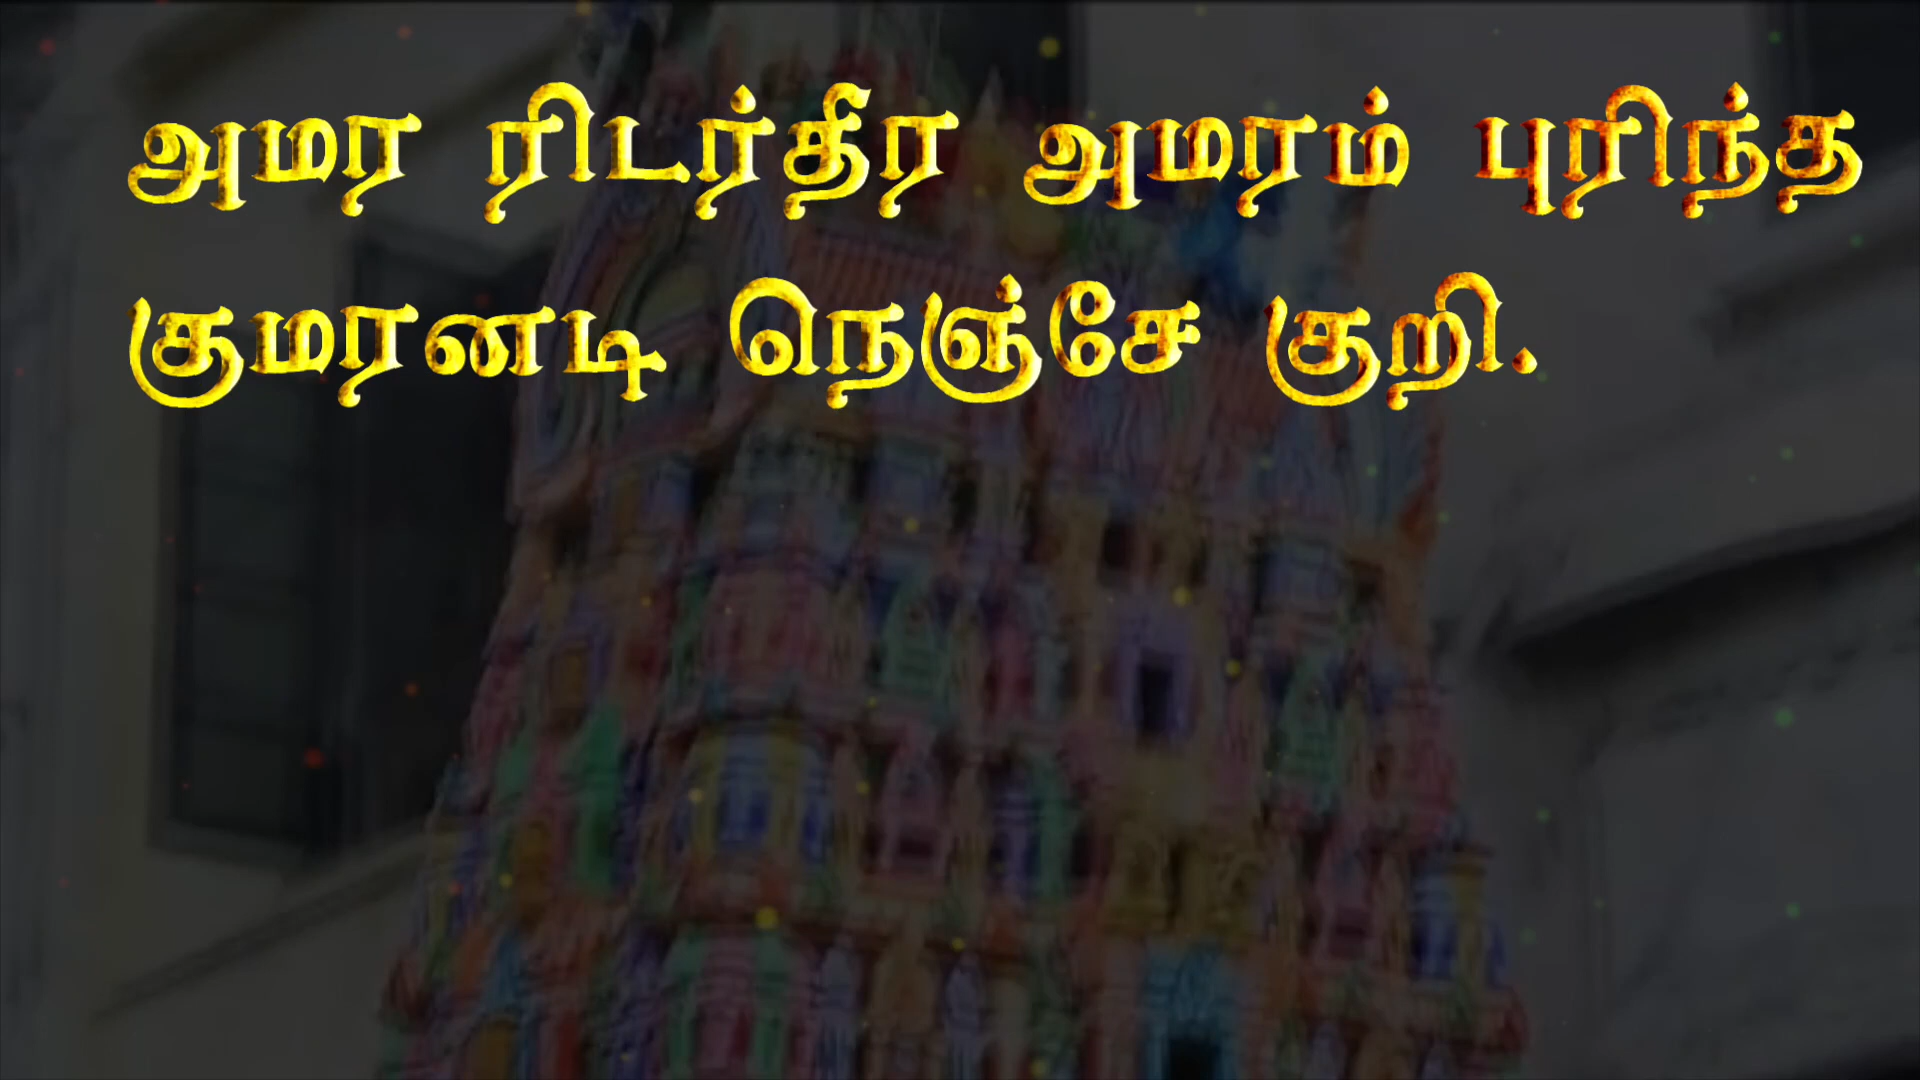 அமர ரிடர்தீர அமரம் புரிந்த
குமரனடி நெஞ்சே குறி.